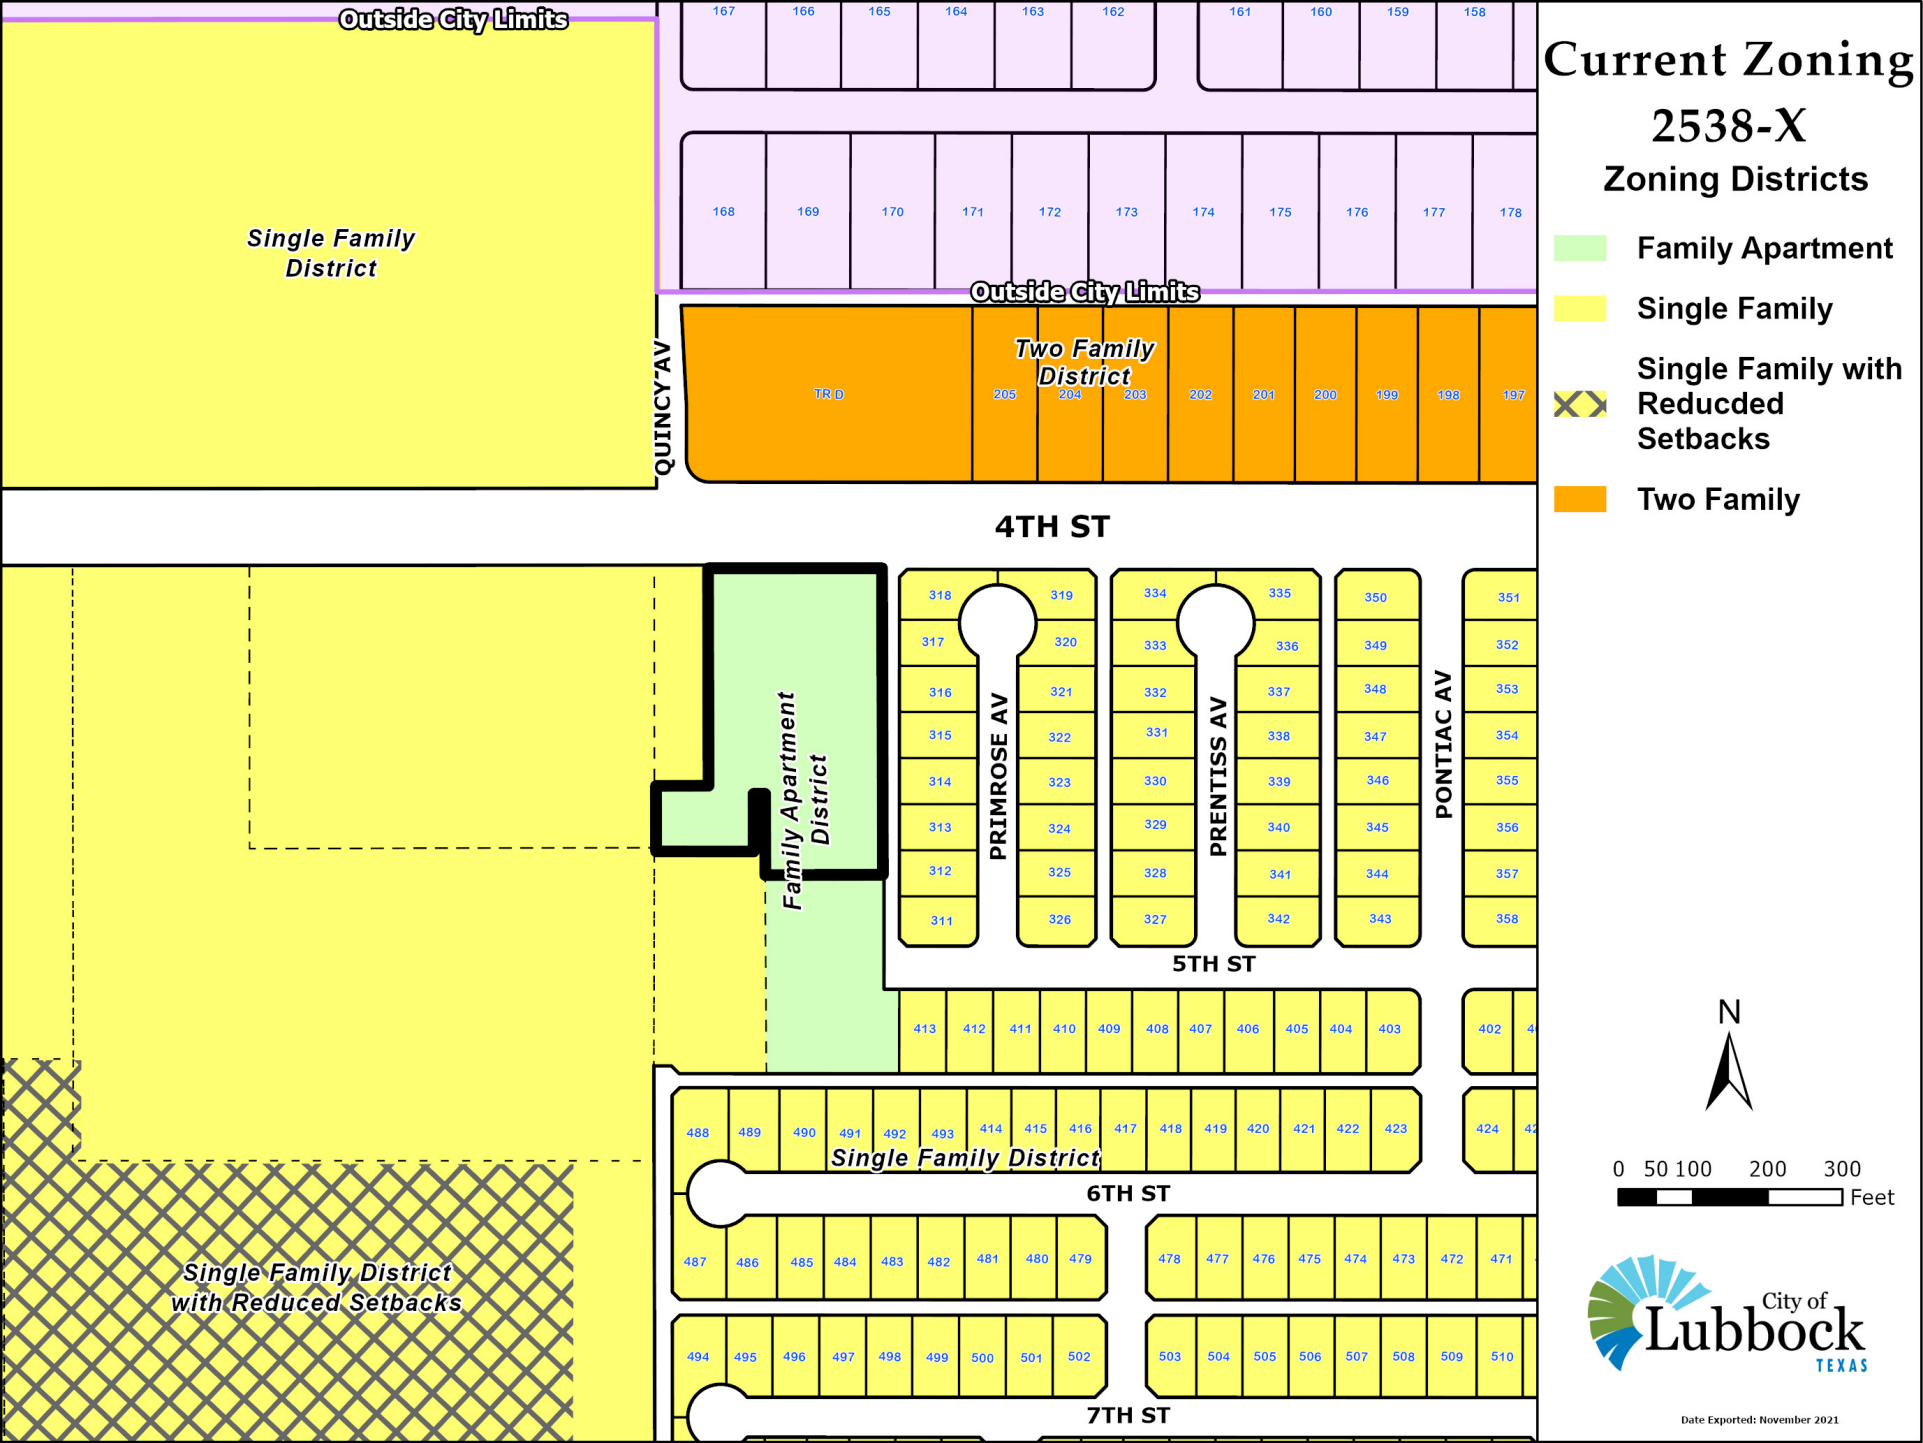 Outside City Limits
167 166 165 164 163 162 161 160 159 158
Current Zoning
2538-X
Zoning Districts
Family Apartment
Single Family
Single Family with
Reducded
Setbacks
Two Family
168 169 170 171 172 173 174 175 176 177 178
Single Family
District
Outside City Limits
Two Family
District
QUINCY AV
TR D 205 204 203 202 201 200 199 198 197
4TH ST
318 319 334 335 350 351
317 320 333 336 349 352
316 321 332 337 348 353
315 322 331 338 347 354
314 323 330 339 346 355
313 324 329 340 345 356
312 325 328 341 344 357
311 326 327 342 343 358
PRIMROSE AV
PRENTISS AV
PONTIAC AV
Family Apartment
District
5TH ST
413 412 411 410 409 408 407 406 405 404 403 402
488 489 490 491 492 493 414 415 416 417 418 419 420 421 422 423 424
Single Family District
6TH ST
487 486 485 484 483 482 481 480 479 478 477 476 475 474 473 472 471
Single Family District
with Reduced Setbacks
494 495 496 497 498 499 500 501 502 503 504 505 506 507 508 509 510
7TH ST
N
0 50 100 200 300
Feet
City of
Lubbock
TEXAS
Date Exported: November 2021